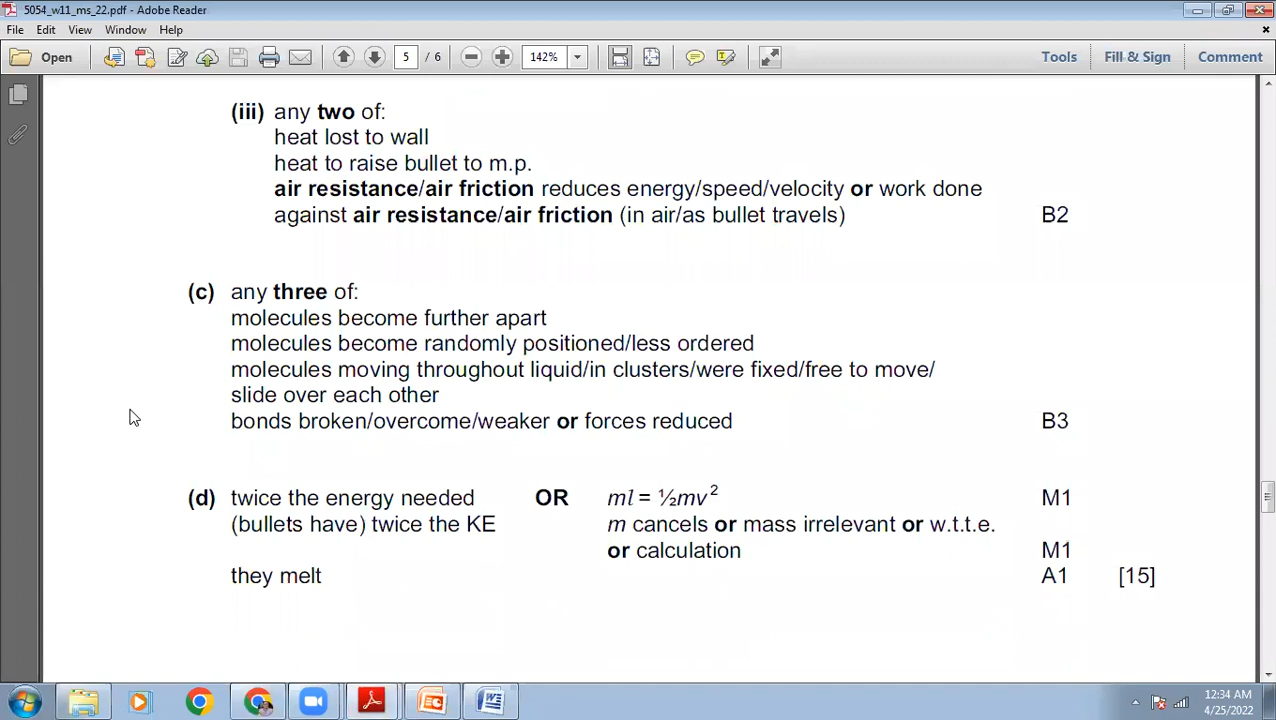 5054_w11_ms_22.pdf - Adobe Reader
File Edit View Window Help
Open 5 / 6 142% Tools Fill & Sign Comment
(iii) any two of:
heat lost to wall
heat to raise bullet to m.p.
air resistance/air friction reduces energy/speed/velocity or work done
against air resistance/air friction (in air/as bullet travels) B2
(c) any three of:
molecules become further apart
molecules become randomly positioned/less ordered
molecules moving throughout liquid/in clusters/were fixed/free to move/
slide over each other
bonds broken/overcome/weaker or forces reduced B3
(d) twice the energy needed OR ml = ½mv² M1
(bullets have) twice the KE m cancels or mass irrelevant or w.t.t.e.
or calculation M1
they melt A1 [15]
12:34 AM
4/25/2022